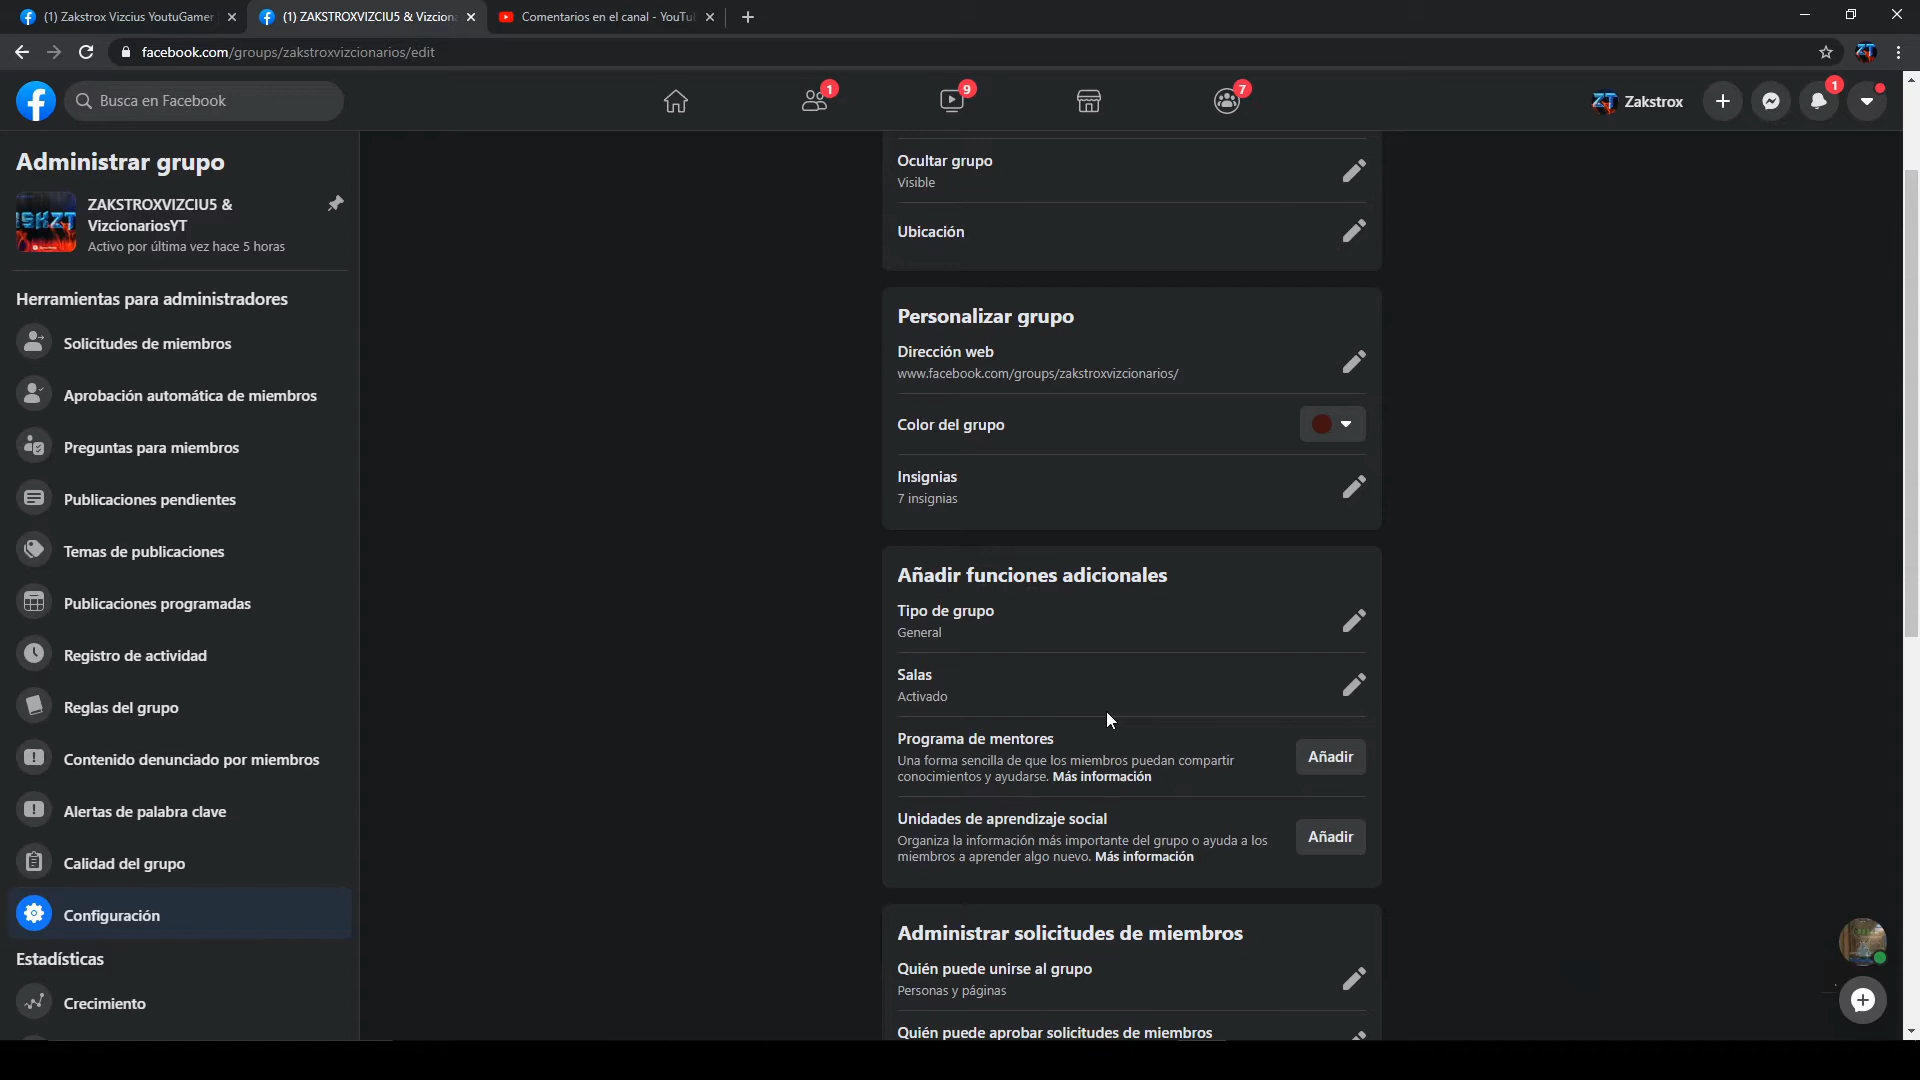 (1) Zakstrox Vizcius YoutuGamer
(1) ZAKSTROXVIZCIU5 & Vizcion
Comentarios en el canal - YouTu
facebook.com/groups/zakstroxvizcionarios/edit
Busca en Facebook
1
9
7
Zakstrox
1
Administrar grupo
ZAKSTROXVIZCIU5 &
VizcionariosYT
Activo por última vez hace 5 horas
Herramientas para administradores
Solicitudes de miembros
Aprobación automática de miembros
Preguntas para miembros
Publicaciones pendientes
Temas de publicaciones
Publicaciones programadas
Registro de actividad
Reglas del grupo
Contenido denunciado por miembros
Alertas de palabra clave
Calidad del grupo
Configuración
Estadísticas
Crecimiento
Ocultar grupo
Visible
Ubicación
Personalizar grupo
Dirección web
www.facebook.com/groups/zakstroxvizcionarios/
Color del grupo
Insignias
7 insignias
Añadir funciones adicionales
Tipo de grupo
General
Salas
Activado
Programa de mentores
Una forma sencilla de que los miembros puedan compartir
conocimientos y ayudarse. Más información
Añadir
Unidades de aprendizaje social
Organiza la información más importante del grupo o ayuda a los
miembros a aprender algo nuevo. Más información
Añadir
Administrar solicitudes de miembros
Quién puede unirse al grupo
Personas y páginas
Quién puede aprobar solicitudes de miembros